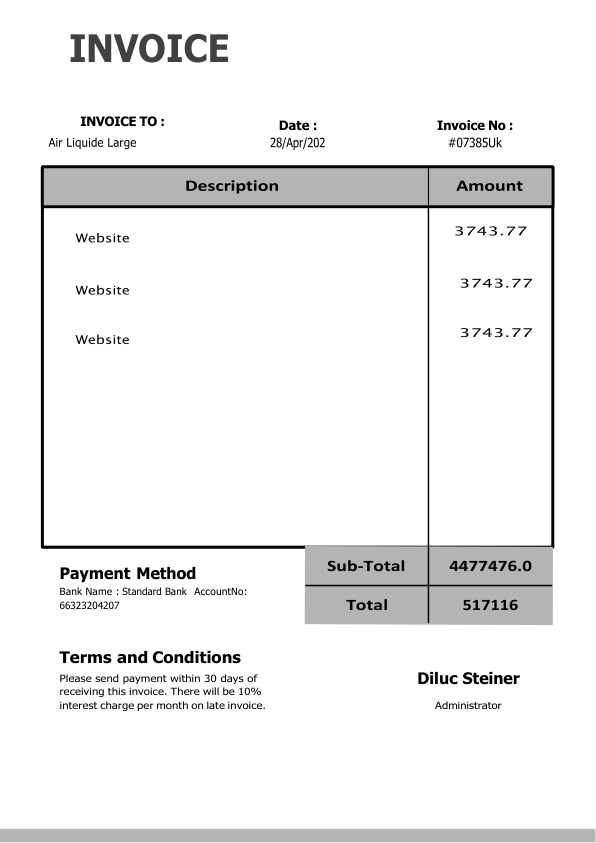 INVOICE
INVOICE TO :
Air Liquide Large
Date :
28/Apr/202
Invoice No :
#07385Uk
Description Amount
Website 3743.77
Website 3743.77
Website 3743.77
Sub-Total 4477476.0
Total 517116
Payment Method
Bank Name : Standard Bank AccountNo:
66323204207
Terms and Conditions
Please send payment within 30 days of
receiving this invoice. There will be 10%
interest charge per month on late invoice.
Diluc Steiner
Administrator